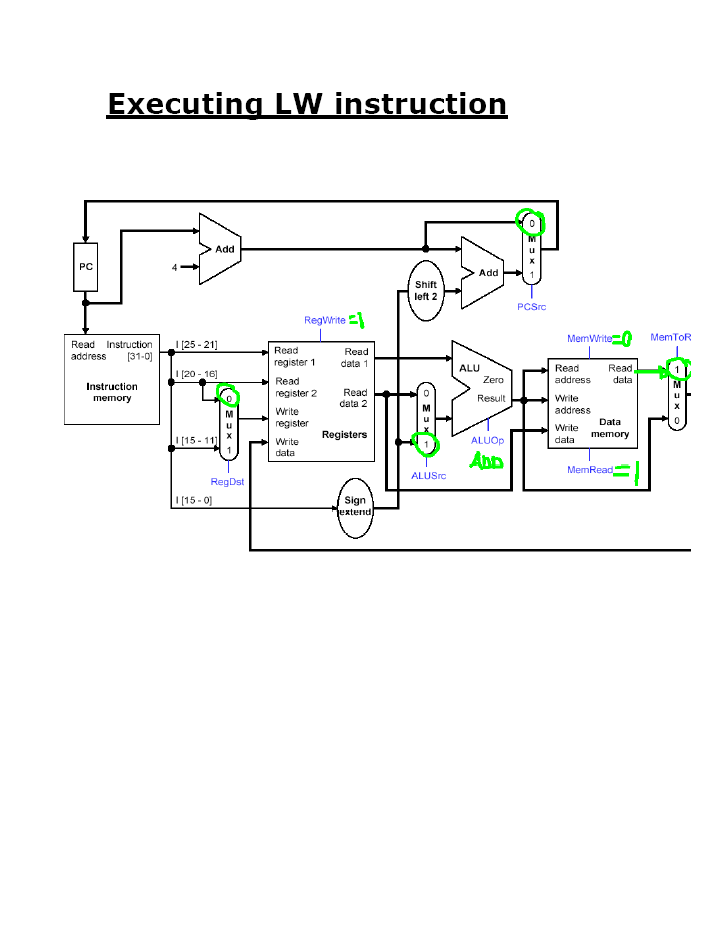 Executing LW instruction
0
M
u
x
1
Add
PC
4
Add
Shift
left 2
PCSrc
RegWrite =1
MemWrite =0
MemToR
Read Instruction
address [31-0]
Instruction
memory
I [25 - 21]
I [20 - 16]
I [15 - 11]
I [15 - 0]
0
M
u
x
1
RegDst
Read
register 1
Read
data 1
Read
register 2
Read
data 2
Write
register
Write
data
Registers
Sign
extend
0
M
u
x
1
ALUSrc
ALU
Zero
Result
ALUOp
ADD
Read
address
Read
data
Write
address
Write
data
Data
memory
MemRead =1
1
M
u
x
0